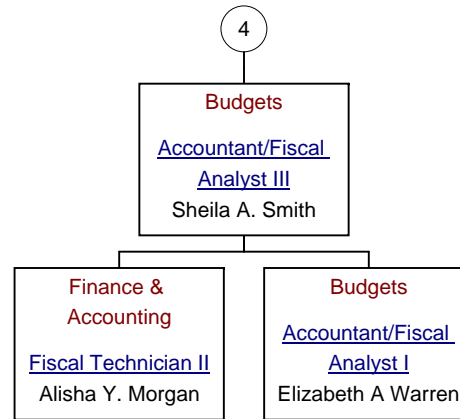 4
Budgets
Accountant/Fiscal
Analyst III
Sheila A. Smith
Finance &
Accounting
Fiscal Technician II
Alisha Y. Morgan
Budgets
Accountant/Fiscal
Analyst I
Elizabeth A Warren